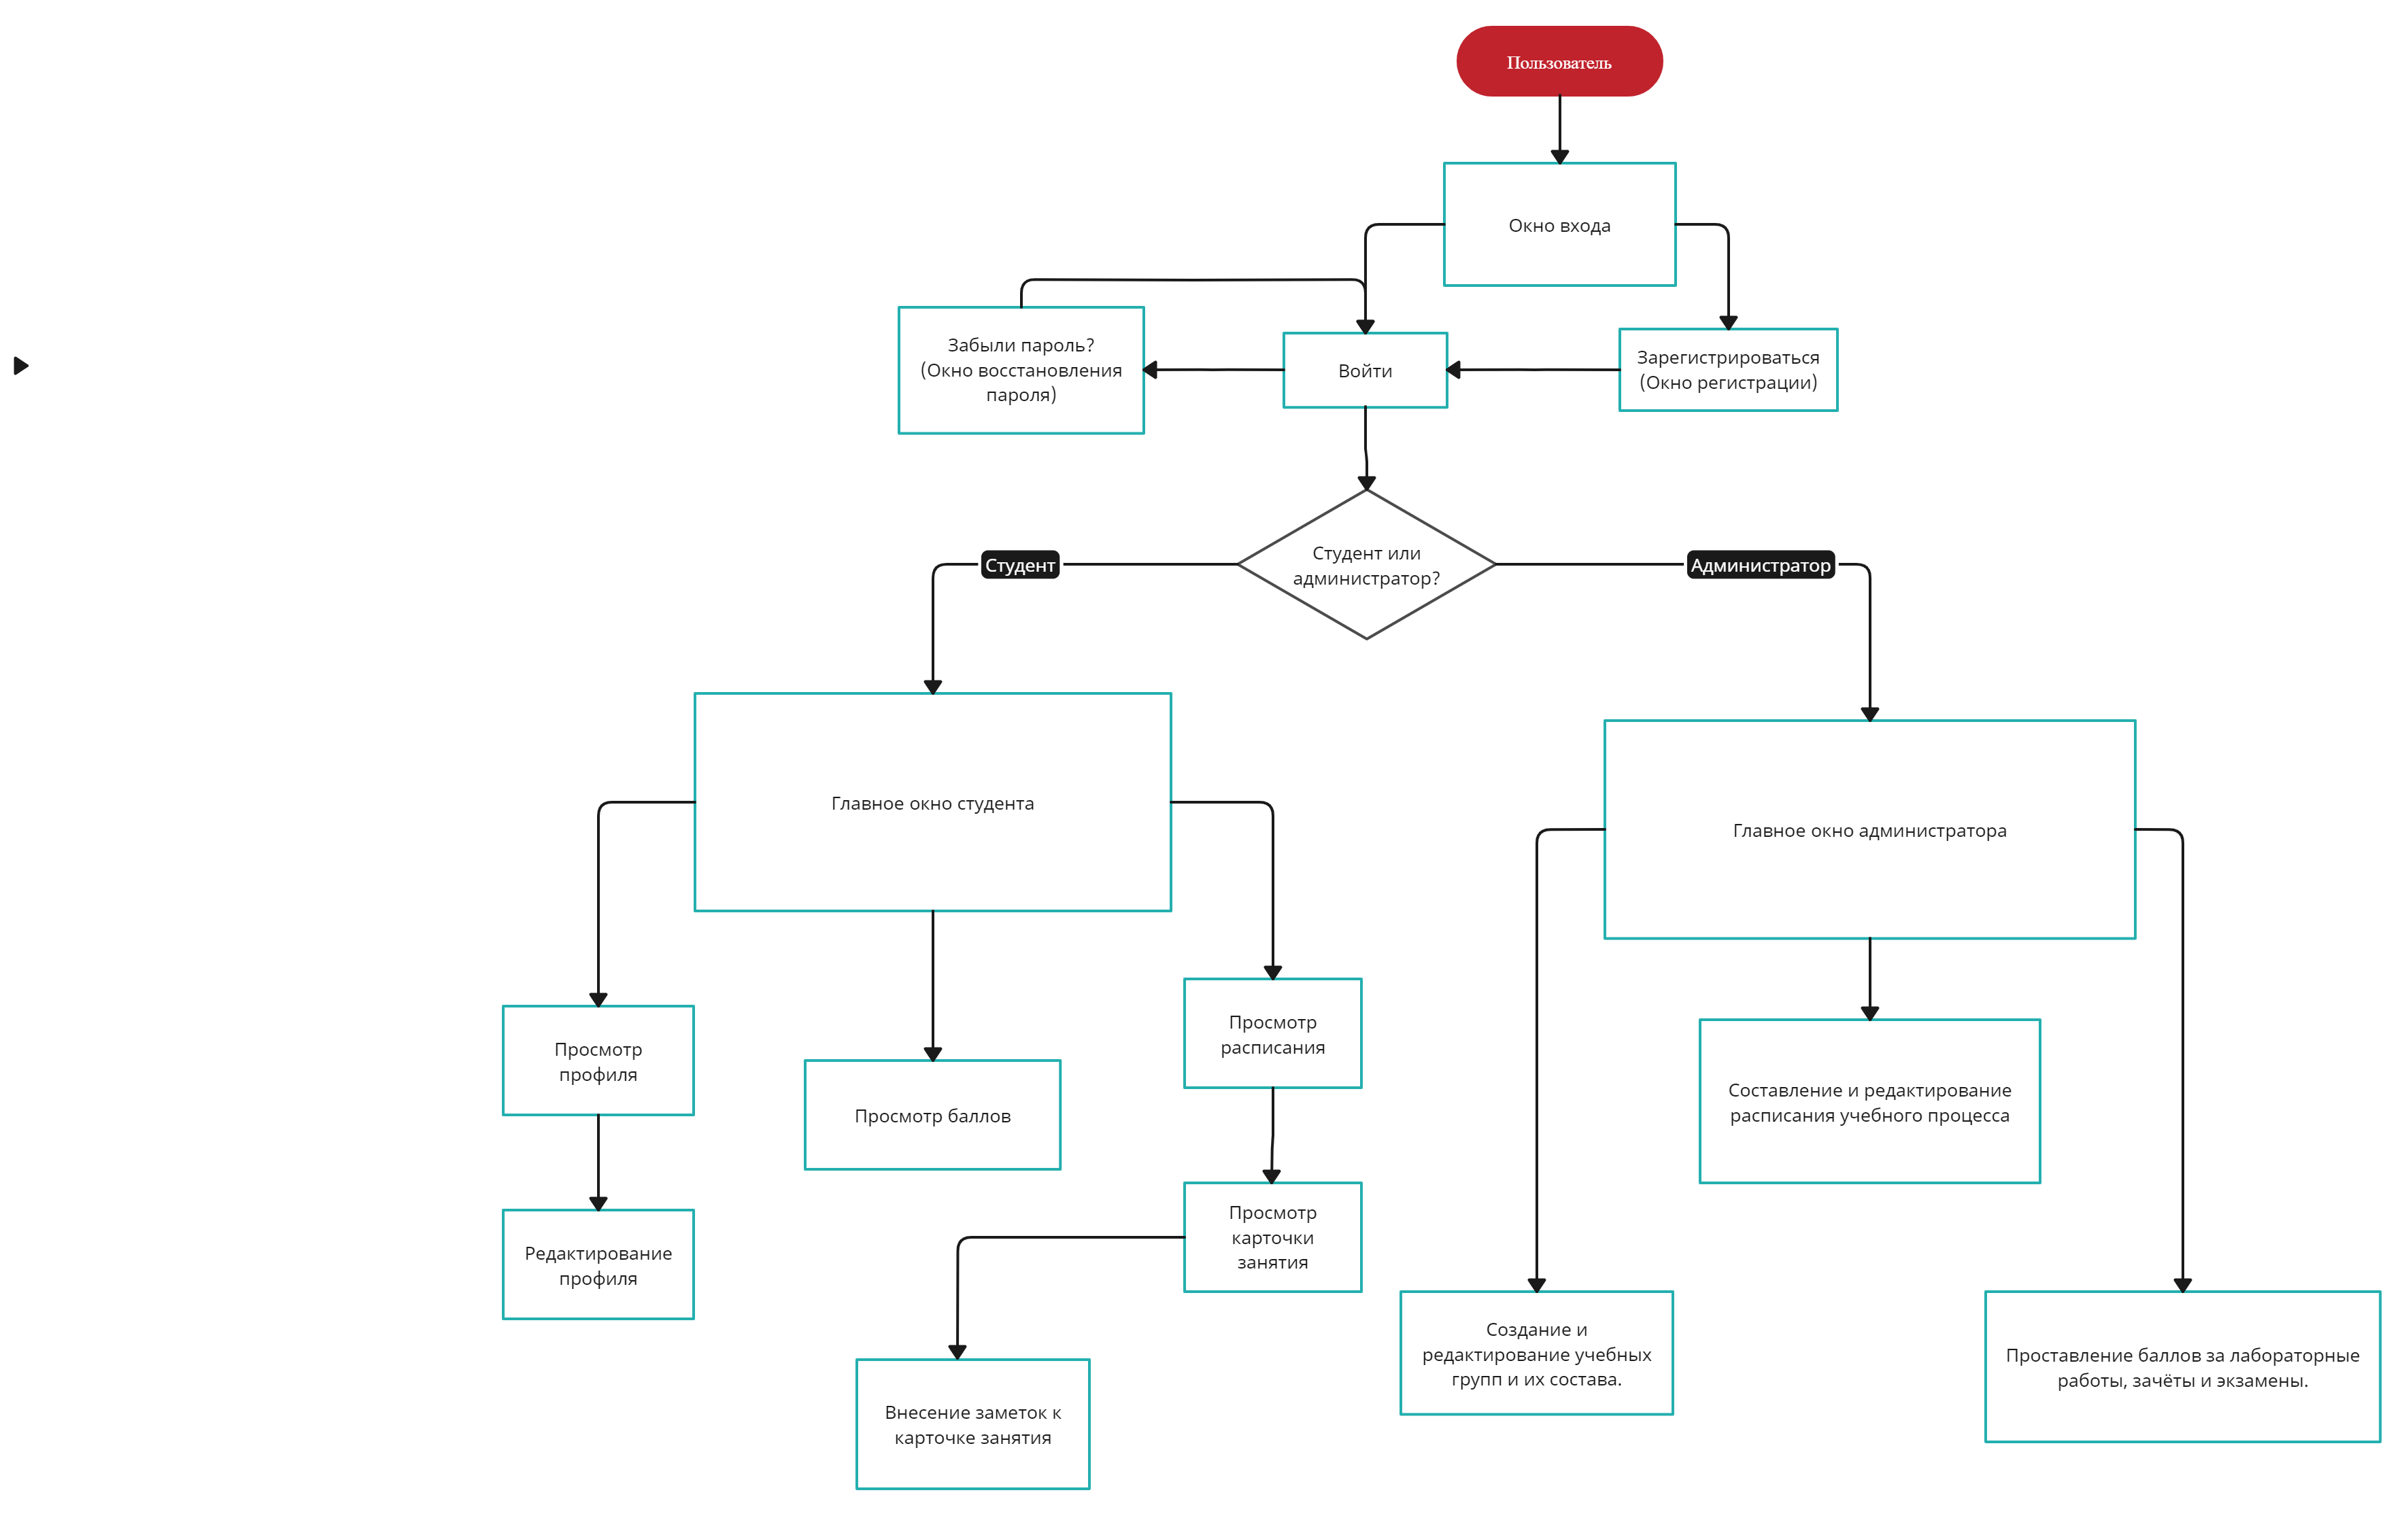 Пользователь
Окно входа
Забыли пароль?
(Окно восстановления
пароля)
Войти
Зарегистрироваться
(Окно регистрации)
Студент или
администратор?
Студент
Администратор
Главное окно студента
Главное окно администратора
Просмотр
профиля
Просмотр баллов
Просмотр
расписания
Составление и редактирование
расписания учебного процесса
Редактирование
профиля
Просмотр
карточки
занятия
Внесение заметок к
карточке занятия
Создание и
редактирование учебных
групп и их состава.
Проставление баллов за лабораторные
работы, зачёты и экзамены.